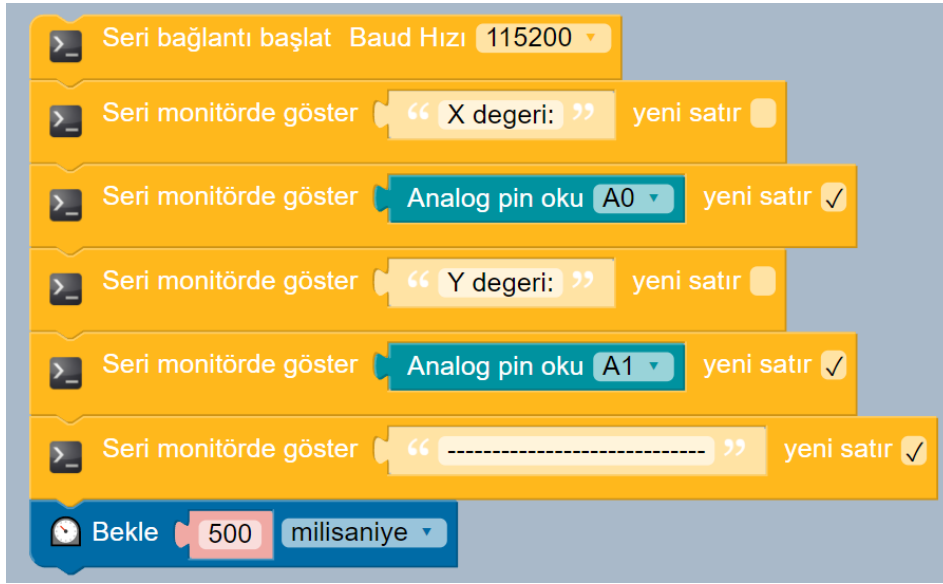 Seri bağlantı başlat Baud Hızı 115200
Seri monitörde göster “ X degeri: ” yeni satır
Seri monitörde göster Analog pin oku A0 yeni satır ✓
Seri monitörde göster “ Y degeri: ” yeni satır
Seri monitörde göster Analog pin oku A1 yeni satır ✓
Seri monitörde göster “ ----------------------------- ” yeni satır ✓
Bekle 500 milisaniye